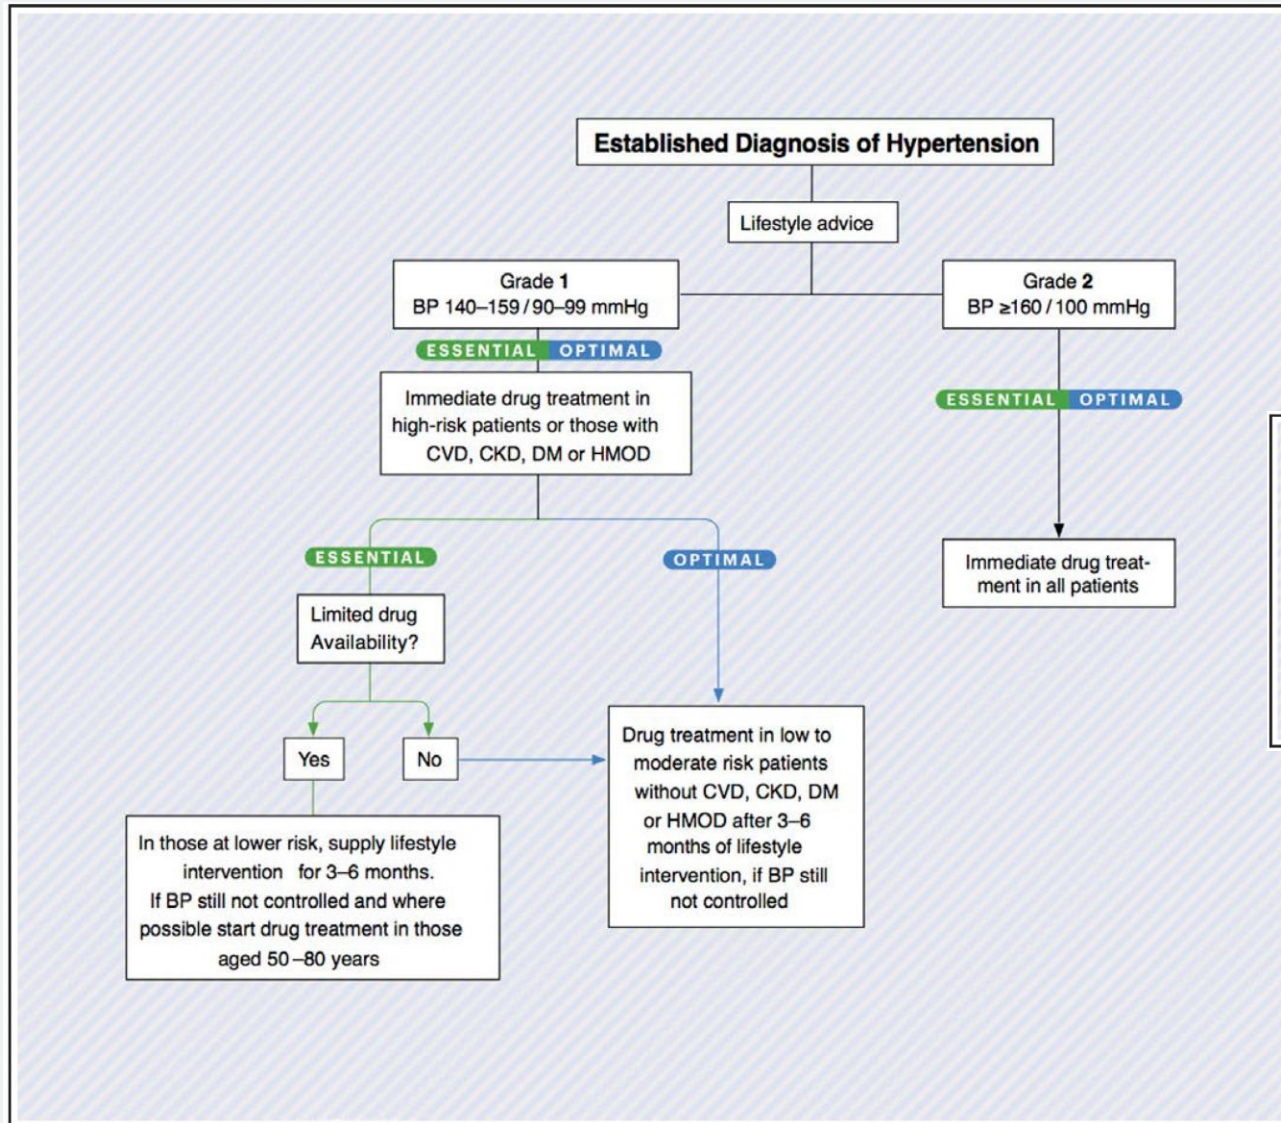 Established Diagnosis of Hypertension
Lifestyle advice
Grade 1
BP 140–159/90–99 mmHg
ESSENTIAL OPTIMAL
Immediate drug treatment in
high-risk patients or those with
CVD, CKD, DM or HMOD
ESSENTIAL
Limited drug
Availability?
Yes
No
In those at lower risk, supply lifestyle
intervention for 3–6 months.
If BP still not controlled and where
possible start drug treatment in those
aged 50–80 years
OPTIMAL
Drug treatment in low to
moderate risk patients
without CVD, CKD, DM
or HMOD after 3–6
months of lifestyle
intervention, if BP still
not controlled
Grade 2
BP ≥160/100 mmHg
ESSENTIAL OPTIMAL
Immediate drug treat-
ment in all patients